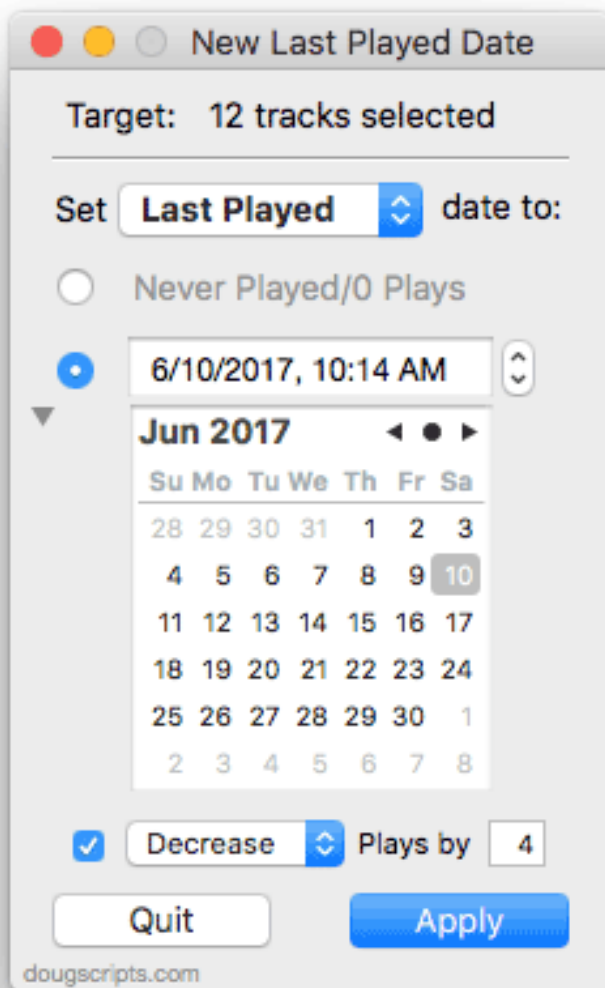 New Last Played Date
Target: 12 tracks selected
Set Last Played date to:
Never Played/0 Plays
6/10/2017, 10:14 AM
Jun 2017
Su Mo Tu We Th Fr Sa
28 29 30 31 1 2 3
4 5 6 7 8 9 10
11 12 13 14 15 16 17
18 19 20 21 22 23 24
25 26 27 28 29 30 1
2 3 4 5 6 7 8
Decrease Plays by 4
Quit Apply
dougscripts.com